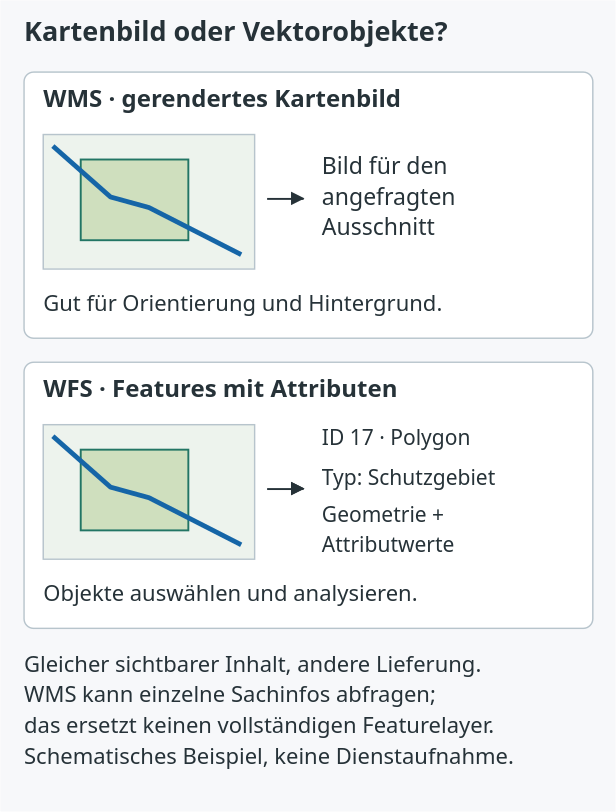 Kartenbild oder Vektorobjekte?
WMS · gerendertes Kartenbild
Bild für den
angefragten
Ausschnitt
Gut für Orientierung und Hintergrund.
WFS · Features mit Attributen
ID 17 · Polygon
Typ: Schutzgebiet
Geometrie +
Attributwerte
Objekte auswählen und analysieren.
Gleicher sichtbarer Inhalt, andere Lieferung.
WMS kann einzelne Sachinfos abfragen;
das ersetzt keinen vollständigen Featurelayer.
Schematisches Beispiel, keine Dienstaufnahme.